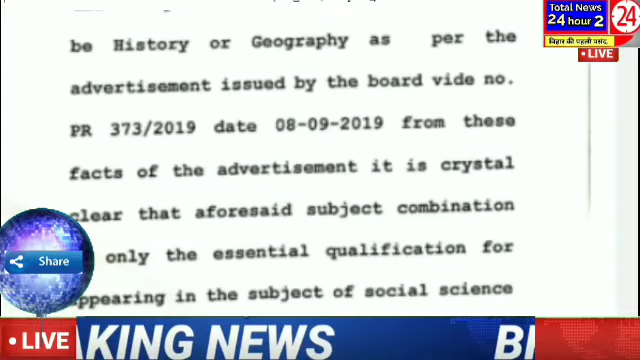 be History or Geography as per the
advertisement issued by the board vide no.
PR 373/2019 date 08-09-2019 from these
facts of the advertisement it is crystal
clear that aforesaid subject combination
only the essential qualification for
appearing in the subject of social science
Total News
24 hour 2
24
बिहार की पहली पसंद.
• LIVE
Share
• LIVE
AKING NEWS